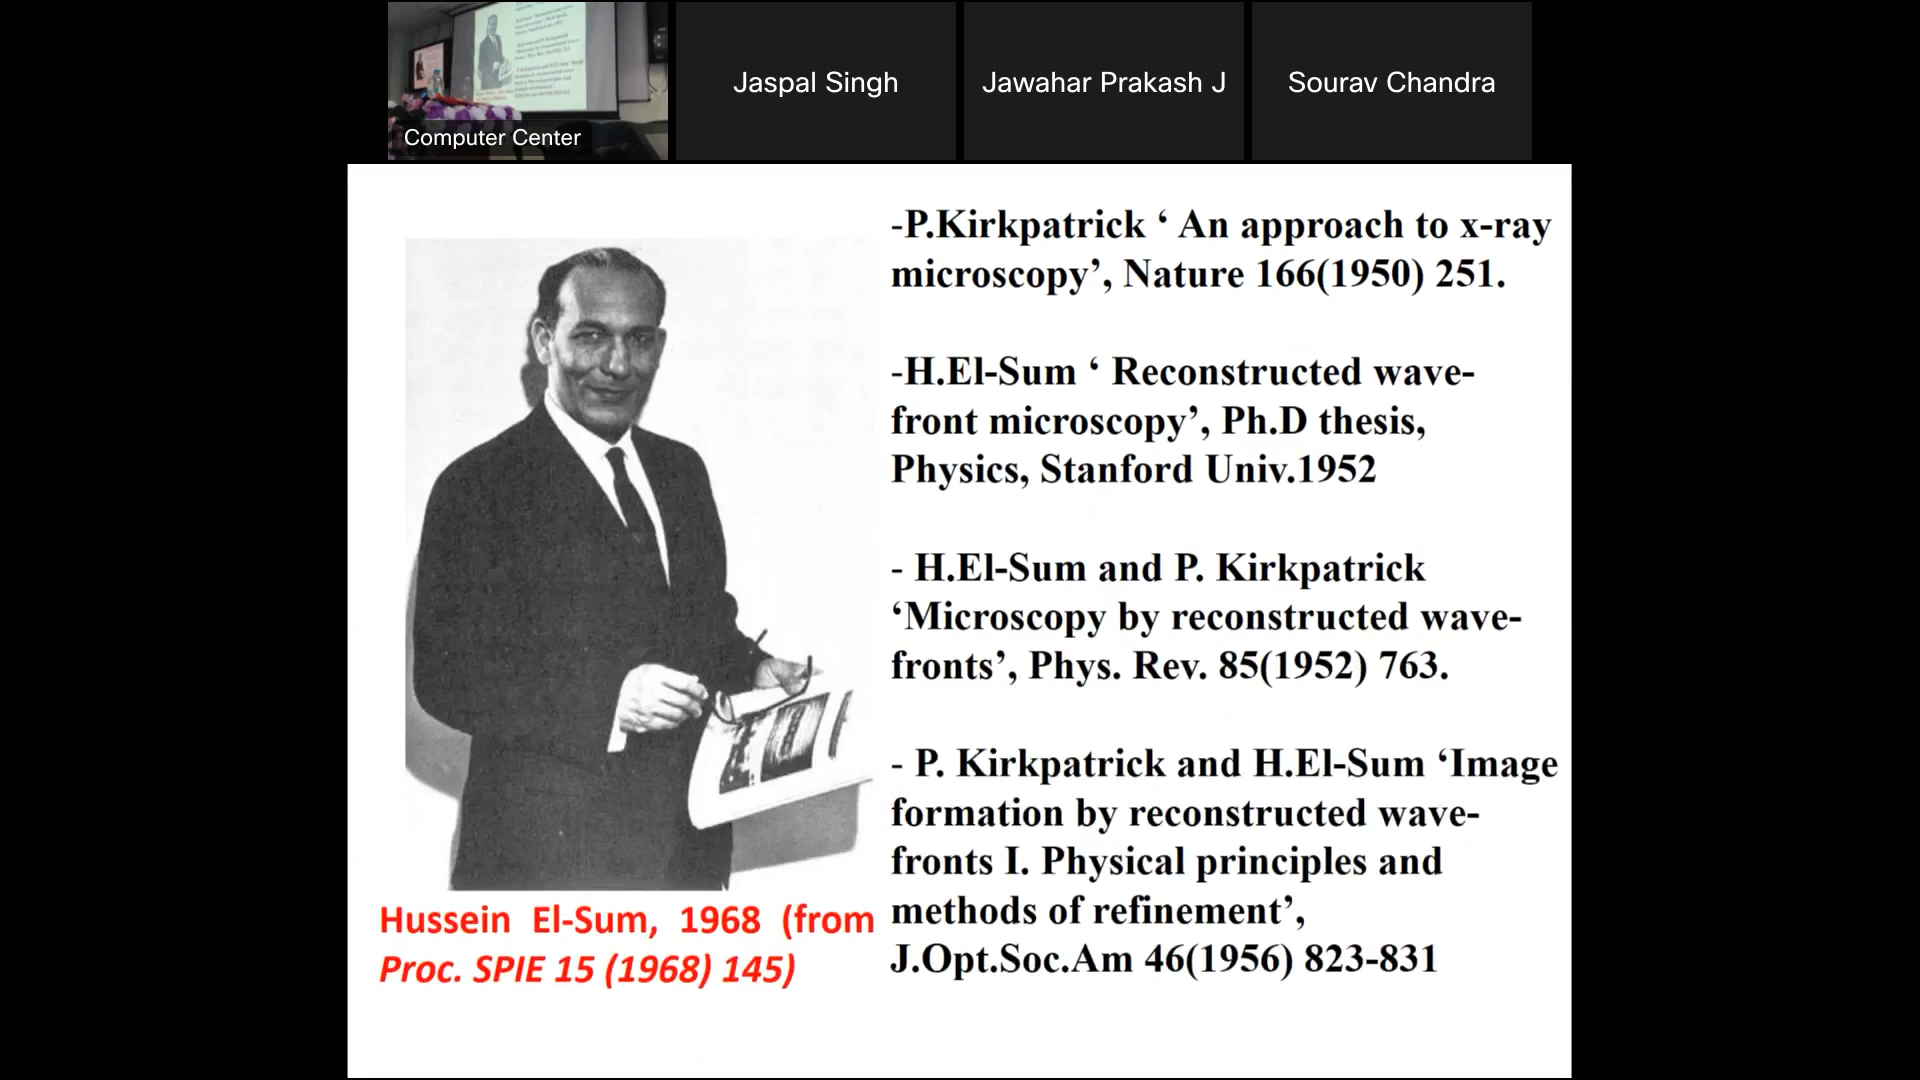 Computer Center
Jaspal Singh
Jawahar Prakash J
Sourav Chandra
-P.Kirkpatrick ‘ An approach to x-ray
microscopy’, Nature 166(1950) 251.
-H.El-Sum ‘ Reconstructed wave-
front microscopy’, Ph.D thesis,
Physics, Stanford Univ.1952
- H.El-Sum and P. Kirkpatrick
‘Microscopy by reconstructed wave-
fronts’, Phys. Rev. 85(1952) 763.
- P. Kirkpatrick and H.El-Sum ‘Image
formation by reconstructed wave-
fronts I. Physical principles and
methods of refinement’,
J.Opt.Soc.Am 46(1956) 823-831
Hussein El-Sum, 1968 (from
Proc. SPIE 15 (1968) 145)